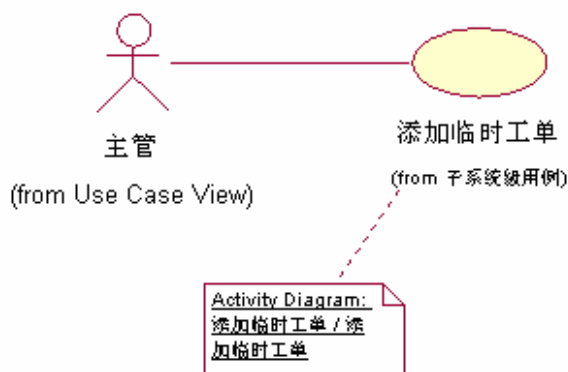 主管
(from Use Case View)
添加临时工单
(from 子系统级用例)
Activity Diagram:
添加临时工单 / 添
加临时工单